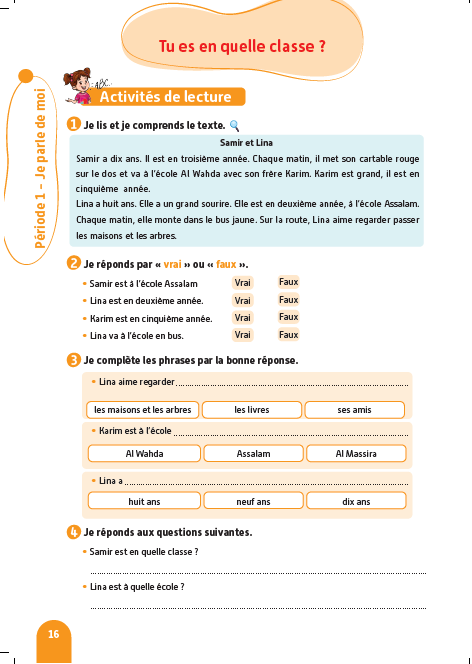 Tu es en quelle classe ?
ABC..
Activités de lecture
Période 1 - Je parle de moi
1 Je lis et je comprends le texte.
Samir et Lina
Samir a dix ans. Il est en troisième année. Chaque matin, il met son cartable rouge
sur le dos et va à l'école Al Wahda avec son frère Karim. Karim est grand, il est en
cinquième année.
Lina a huit ans. Elle a un grand sourire. Elle est en deuxième année, à l'école Assalam.
Chaque matin, elle monte dans le bus jaune. Sur la route, Lina aime regarder passer
les maisons et les arbres.
2 Je réponds par « vrai » ou « faux ».
• Samir est à l'école Assalam Vrai Faux
• Lina est en deuxième année. Vrai Faux
• Karim est en cinquième année. Vrai Faux
• Lina va à l'école en bus. Vrai Faux
3 Je complète les phrases par la bonne réponse.
• Lina aime regarder
les maisons et les arbres les livres ses amis
• Karim est à l'école
Al Wahda Assalam Al Massira
• Lina a
huit ans neuf ans dix ans
4 Je réponds aux questions suivantes.
• Samir est en quelle classe ?
• Lina est à quelle école ?
16